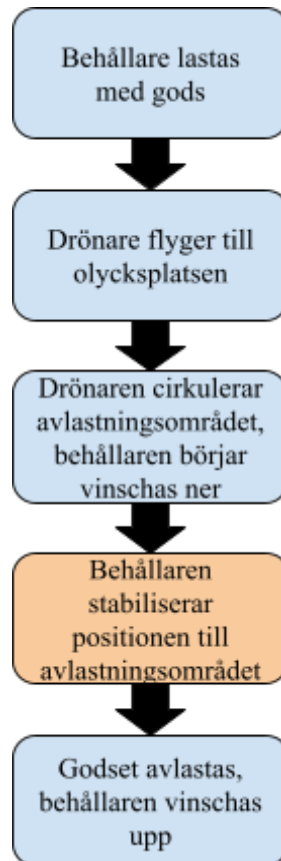 Behållare lastas
med gods
Drönare flyger till
olycksplatsen
Drönaren cirkulerar
avlastningsområdet,
behållaren börjar
vinschas ner
Behållaren
stabiliserar
positionen till
avlastningsområdet
Godset avlastas,
behållaren vinschas
upp